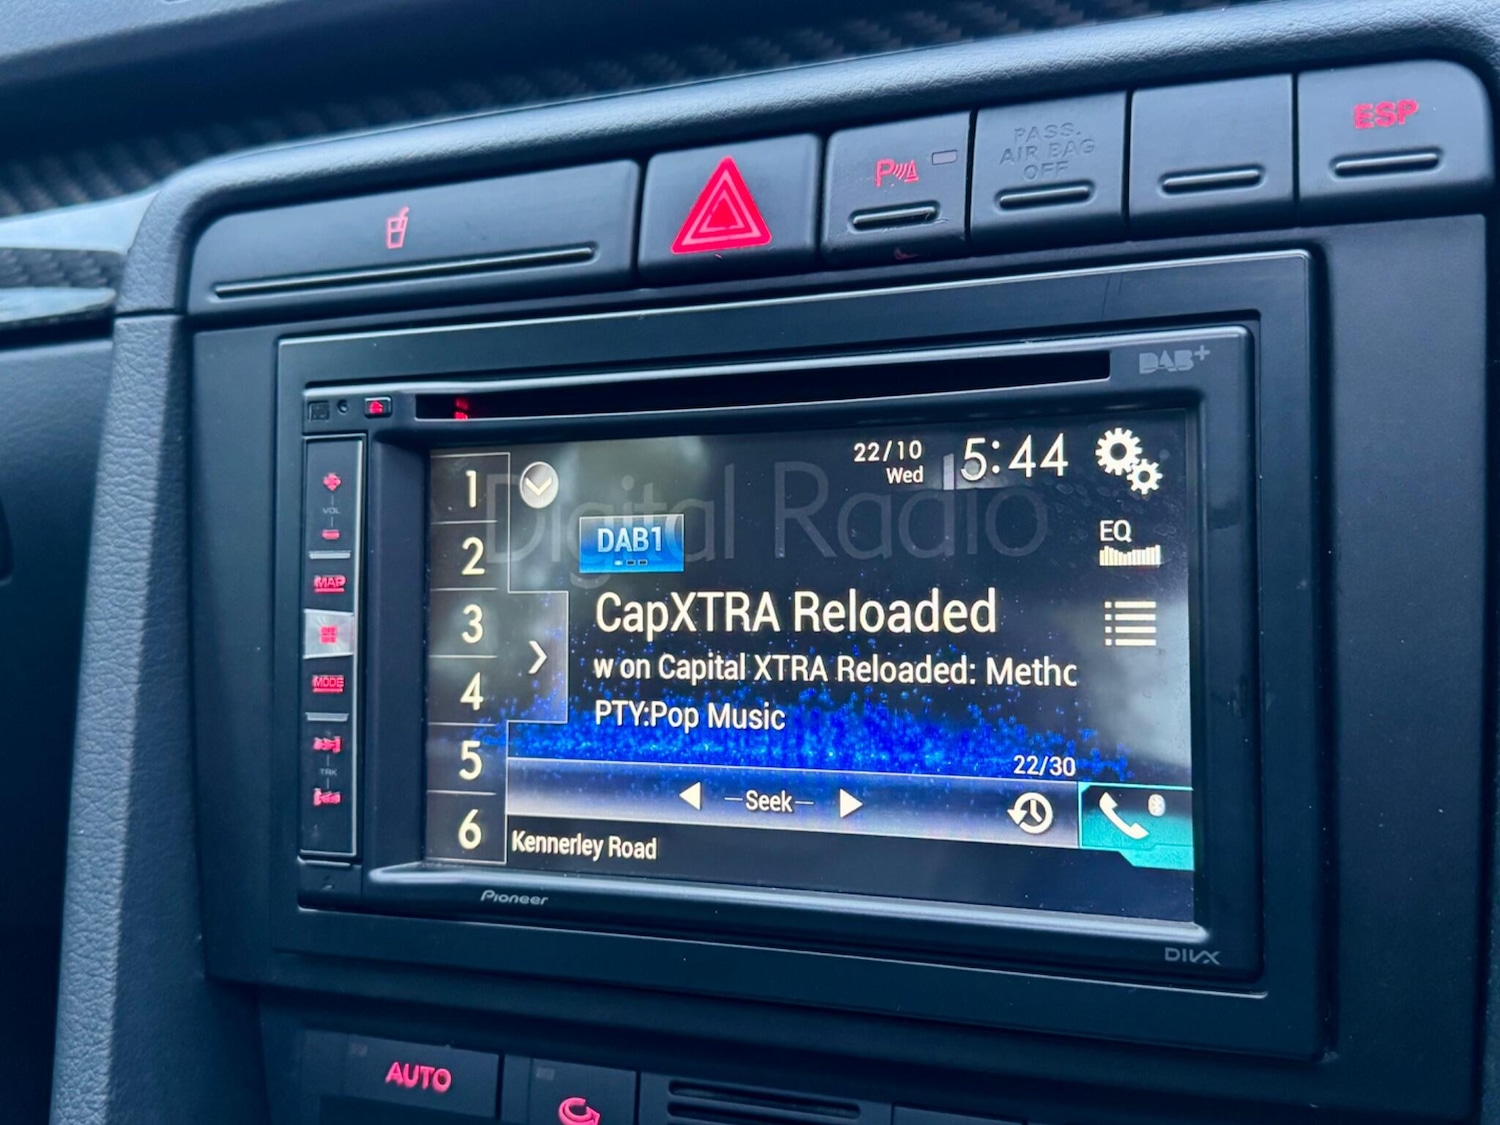 ESP
PASS.
AIR BAG
OFF
P
DAB+
VOL
MAP
MODE
TRK
1
2
3
4
5
6
Digital Radio
22/10
Wed
5:44
DAB1
EQ
CapXTRA Reloaded
w on Capital XTRA Reloaded: Methc
PTY:Pop Music
22/30
Seek
Kennerley Road
Pioneer
DIVX
AUTO